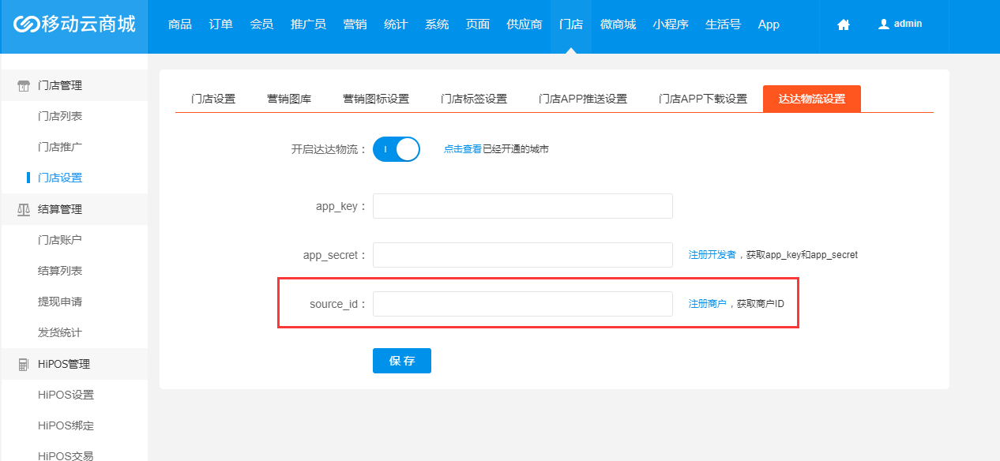 移动云商城
商品 订单 会员 推广员 营销 统计 系统 页面 供应商 门店 微商城 小程序 生活号 App admin
门店管理
门店列表
门店推广
门店设置
结算管理
门店账户
结算列表
提现申请
发货统计
HiPOS管理
HiPOS设置
HiPOS绑定
HiPOS交易
门店设置 营销图库 营销图标设置 门店标签设置 门店APP推送设置 门店APP下载设置 达达物流设置
开启达达物流： 点击查看已经开通的城市
app_key：
app_secret： 注册开发者，获取app_key和app_secret
source_id： 注册商户，获取商户ID
保存